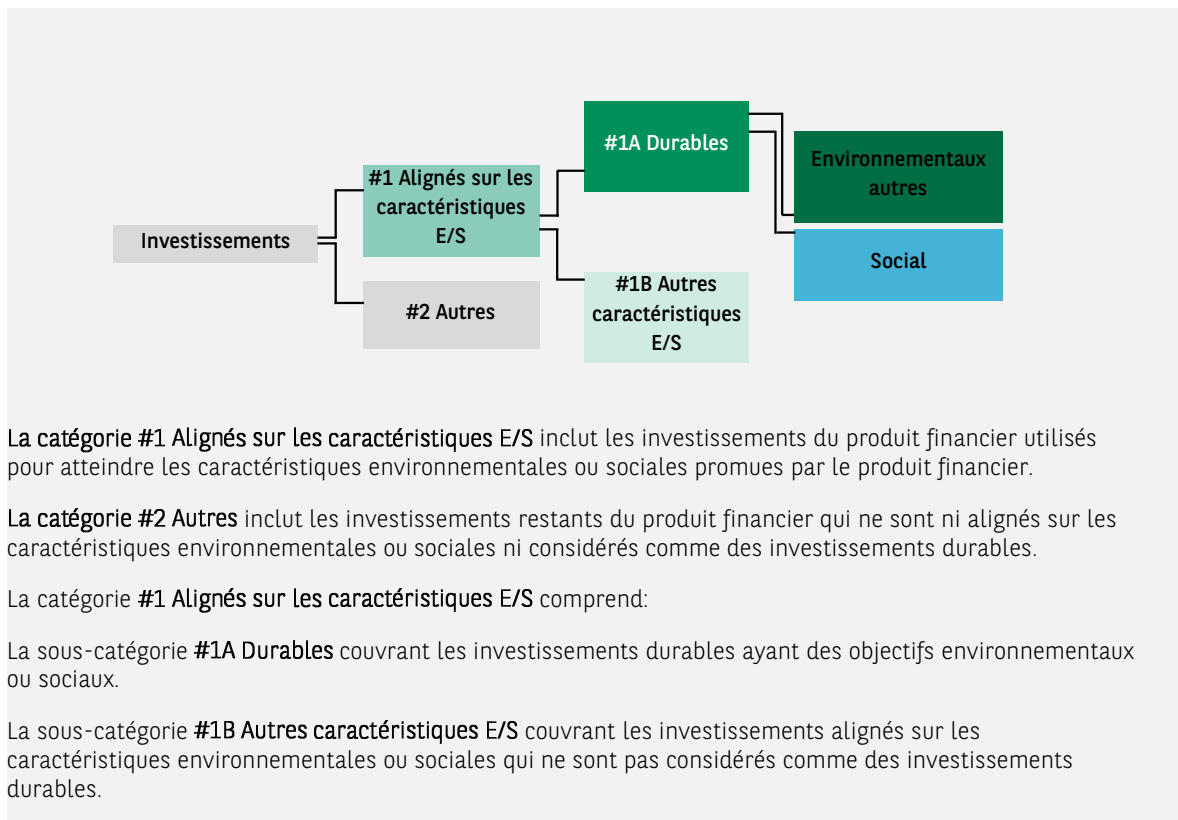 #1A Durables
Environnementaux
autres
#1 Alignés sur les
caractéristiques
E/S
Investissements
Social
#1B Autres
caractéristiques
E/S
#2 Autres
La catégorie #1 Alignés sur les caractéristiques E/S inclut les investissements du produit financier utilisés
pour atteindre les caractéristiques environnementales ou sociales promues par le produit financier.
La catégorie #2 Autres inclut les investissements restants du produit financier qui ne sont ni alignés sur les
caractéristiques environnementales ou sociales ni considérés comme des investissements durables.
La catégorie #1 Alignés sur les caractéristiques E/S comprend:
La sous-catégorie #1A Durables couvrant les investissements durables ayant des objectifs environnementaux
ou sociaux.
La sous-catégorie #1B Autres caractéristiques E/S couvrant les investissements alignés sur les
caractéristiques environnementales ou sociales qui ne sont pas considérés comme des investissements
durables.